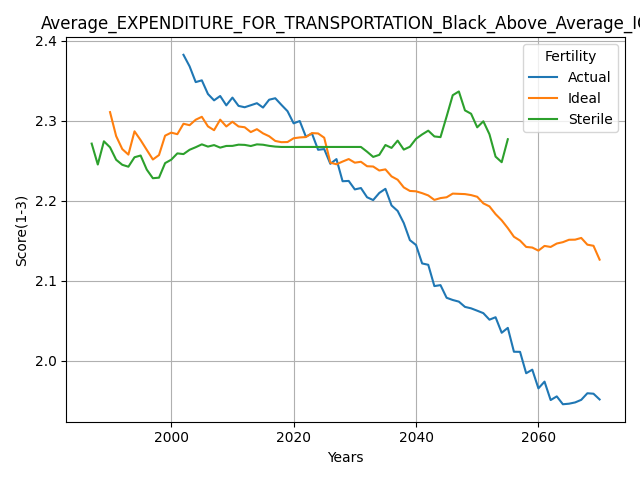 Average_EXPENDITURE_FOR_TRANSPORTATION_Black_Above_Average_I
Fertility
Actual
Ideal
Sterile
Score(1-3)
2.4
2.3
2.2
2.1
2.0
2000 2020 2040 2060
Years